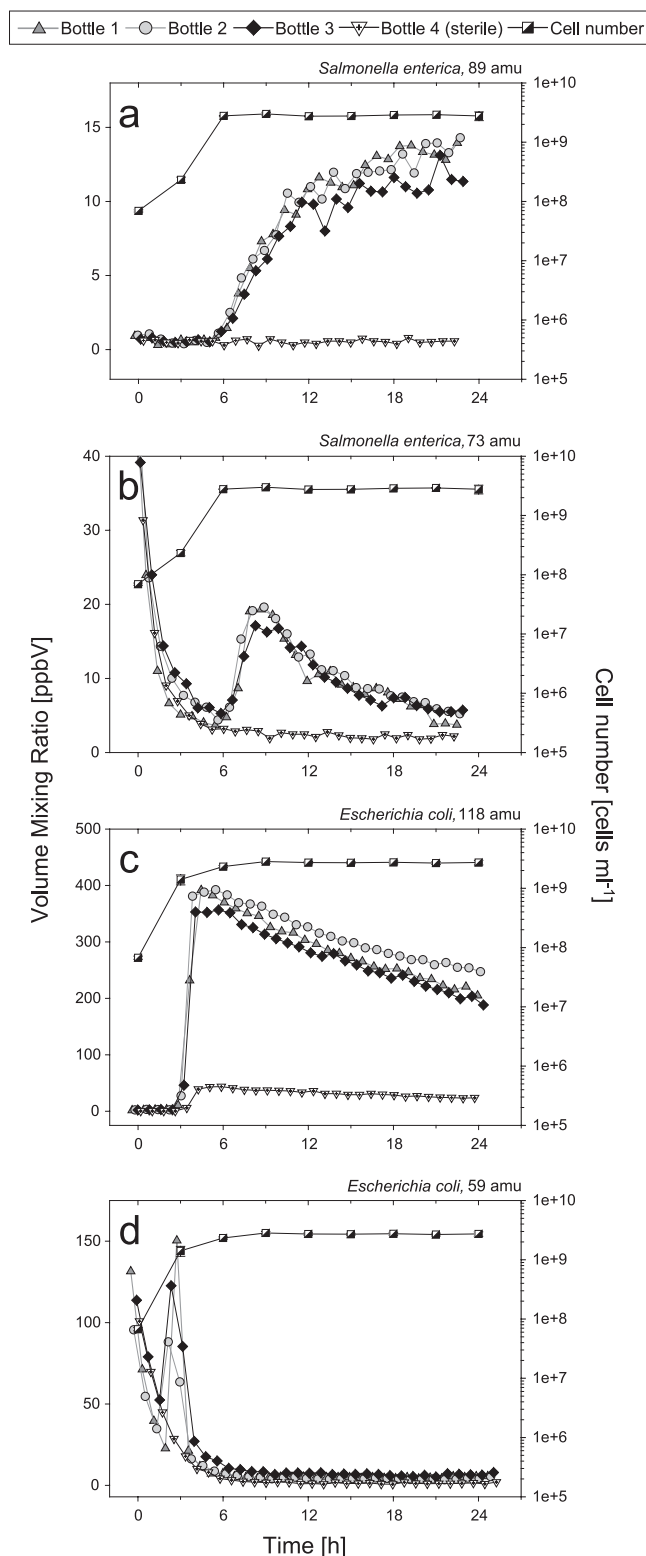 Bottle 1 Bottle 2 Bottle 3 Bottle 4 (sterile) Cell number
Salmonella enterica, 89 amu
a
15
10
5
0
1e+10
1e+9
1e+8
1e+7
1e+6
1e+5
0 6 12 18 24
Salmonella enterica, 73 amu
b
40
30
20
10
0
1e+10
1e+9
1e+8
1e+7
1e+6
1e+5
0 6 12 18 24
Volume Mixing Ratio [ppbV]
Cell number [cells ml-1]
Escherichia coli, 118 amu
c
500
400
300
200
100
0
1e+10
1e+9
1e+8
1e+7
1e+6
1e+5
0 6 12 18 24
Escherichia coli, 59 amu
d
150
100
50
0
1e+10
1e+9
1e+8
1e+7
1e+6
1e+5
0 6 12 18 24
Time [h]